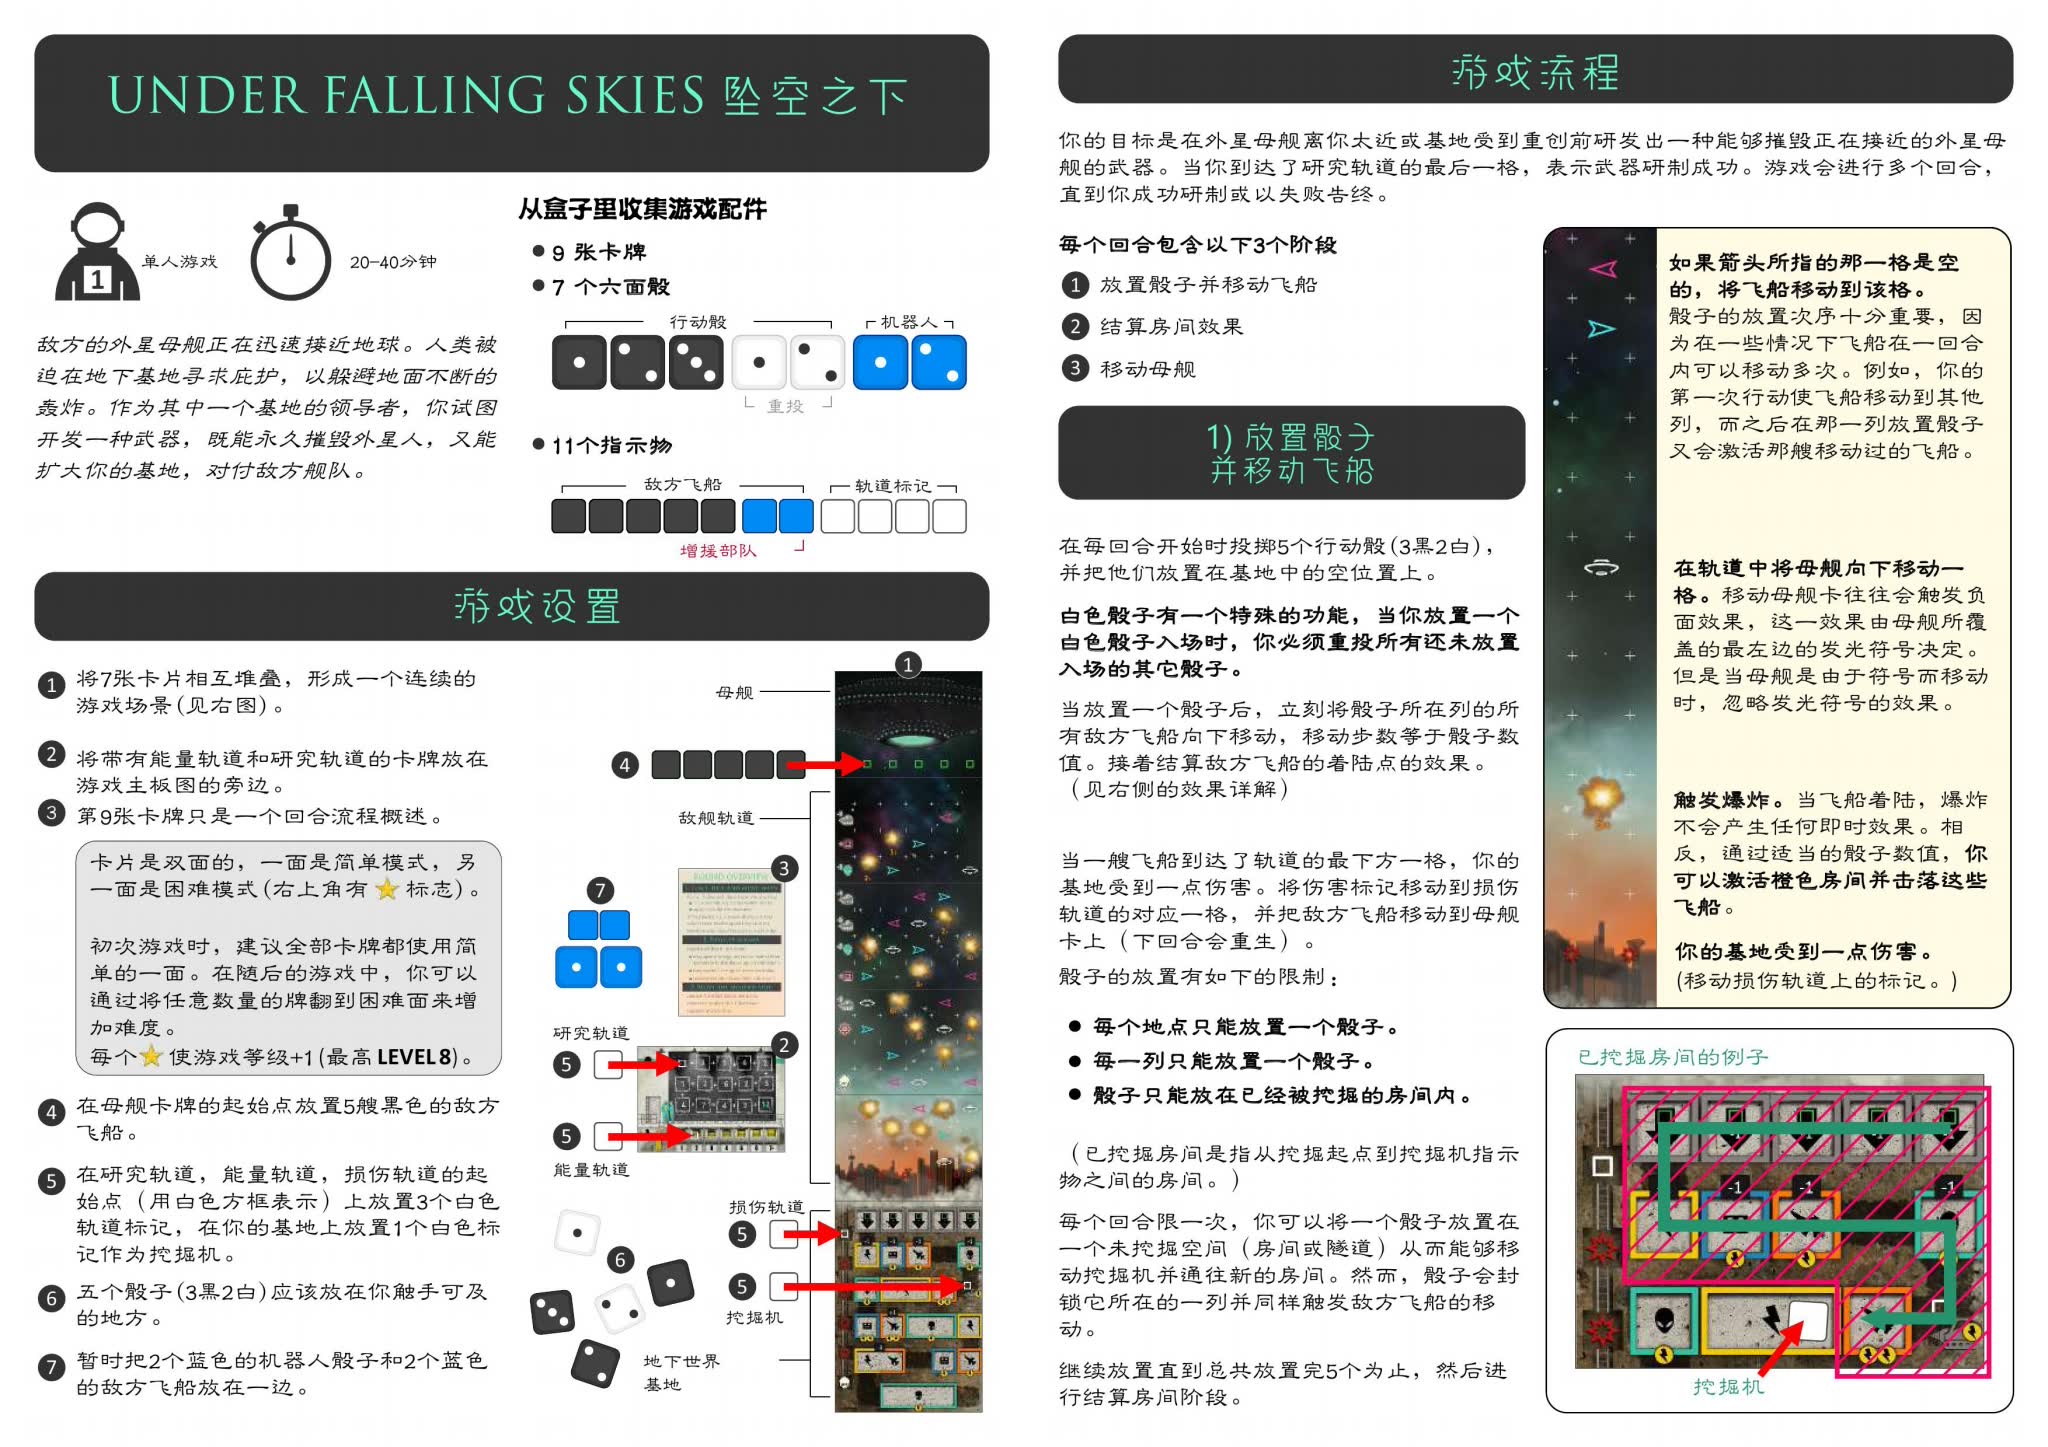 UNDER FALLING SKIES 坠空之下
1
单人游戏
20-40分钟
敌方的外星母舰正在迅速接近地球。人类被
迫在地下基地寻求庇护，以躲避地面不断的
轰炸。作为其中一个基地的领导者，你试图
开发一种武器，既能永久摧毁外星人，又能
扩大你的基地，对付敌方舰队。
从盒子里收集游戏配件
●9 张卡牌
●7 个六面骰
行动骰
机器人
重投
●11个指示物
敌方飞船
轨道标记
增援部队
游戏设置
1 将7张卡片相互堆叠，形成一个连续的
游戏场景(见右图)。
2 将带有能量轨道和研究轨道的卡牌放在
游戏主板图的旁边。
3 第9张卡牌只是一个回合流程概述。
卡片是双面的，一面是简单模式，另
一面是困难模式(右上角有⭐标志)。
初次游戏时，建议全部卡牌都使用简
单的一面。在随后的游戏中，你可以
通过将任意数量的牌翻到困难面来增
加难度。
每个⭐使游戏等级+1(最高 LEVEL 8)。
4 在母舰卡牌的起始点放置5艘黑色的敌方
飞船。
5 在研究轨道，能量轨道，损伤轨道的起
始点（用白色方框表示）上放置3个白色
轨道标记，在你的基地上放置1个白色标
记作为挖掘机。
6 五个骰子(3黑2白)应该放在你触手可及
的地方。
7 暂时把2个蓝色的机器人骰子和2个蓝色
的敌方飞船放在一边。
1
母舰
4
敌舰轨道
3
ROUND OVERVIEW
7
研究轨道
5
2
5
能量轨道
损伤轨道
5
6
5
挖掘机
地下世界
基地
游戏流程
你的目标是在外星母舰离你太近或基地受到重创前研发出一种能够摧毁正在接近的外星母
舰的武器。当你到达了研究轨道的最后一格，表示武器研制成功。游戏会进行多个回合，
直到你成功研制或以失败告终。
每个回合包含以下3个阶段
1 放置骰子并移动飞船
2 结算房间效果
3 移动母舰
1) 放置骰子
并移动飞船
在每回合开始时投掷5个行动骰(3黑2白)，
并把他们放置在基地中的空位置上。
白色骰子有一个特殊的功能，当你放置一个
白色骰子入场时，你必须重投所有还未放置
入场的其它骰子。
当放置一个骰子后，立刻将骰子所在列的所
有敌方飞船向下移动，移动步数等于骰子数
值。接着结算敌方飞船的着陆点的效果。
（见右侧的效果详解）
当一艘飞船到达了轨道的最下方一格，你的
基地受到一点伤害。将伤害标记移动到损伤
轨道的对应一格，并把敌方飞船移动到母舰
卡上（下回合会重生）。
骰子的放置有如下的限制：
● 每个地点只能放置一个骰子。
● 每一列只能放置一个骰子。
● 骰子只能放在已经被挖掘的房间内。
（已挖掘房间是指从挖掘起点到挖掘机指示
物之间的房间。）
每个回合限一次，你可以将一个骰子放置在
一个未挖掘空间（房间或隧道）从而能够移
动挖掘机并通往新的房间。然而，骰子会封
锁它所在的一列并同样触发敌方飞船的移
动。
继续放置直到总共放置完5个为止，然后进
行结算房间阶段。
如果箭头所指的那一格是空
的，将飞船移动到该格。
骰子的放置次序十分重要，因
为在一些情况下飞船在一回合
内可以移动多次。例如，你的
第一次行动使飞船移动到其他
列，而之后在那一列放置骰子
又会激活那艘移动过的飞船。
在轨道中将母舰向下移动一
格。移动母舰卡往往会触发负
面效果，这一效果由母舰所覆
盖的最左边的发光符号决定。
但是当母舰是由于符号而移动
时，忽略发光符号的效果。
触发爆炸。当飞船着陆，爆炸
不会产生任何即时效果。相
反，通过适当的骰子数值，你
可以激活橙色房间并击落这些
飞船。
你的基地受到一点伤害。
(移动损伤轨道上的标记。)
已挖掘房间的例子
-1
-1
-1
挖掘机